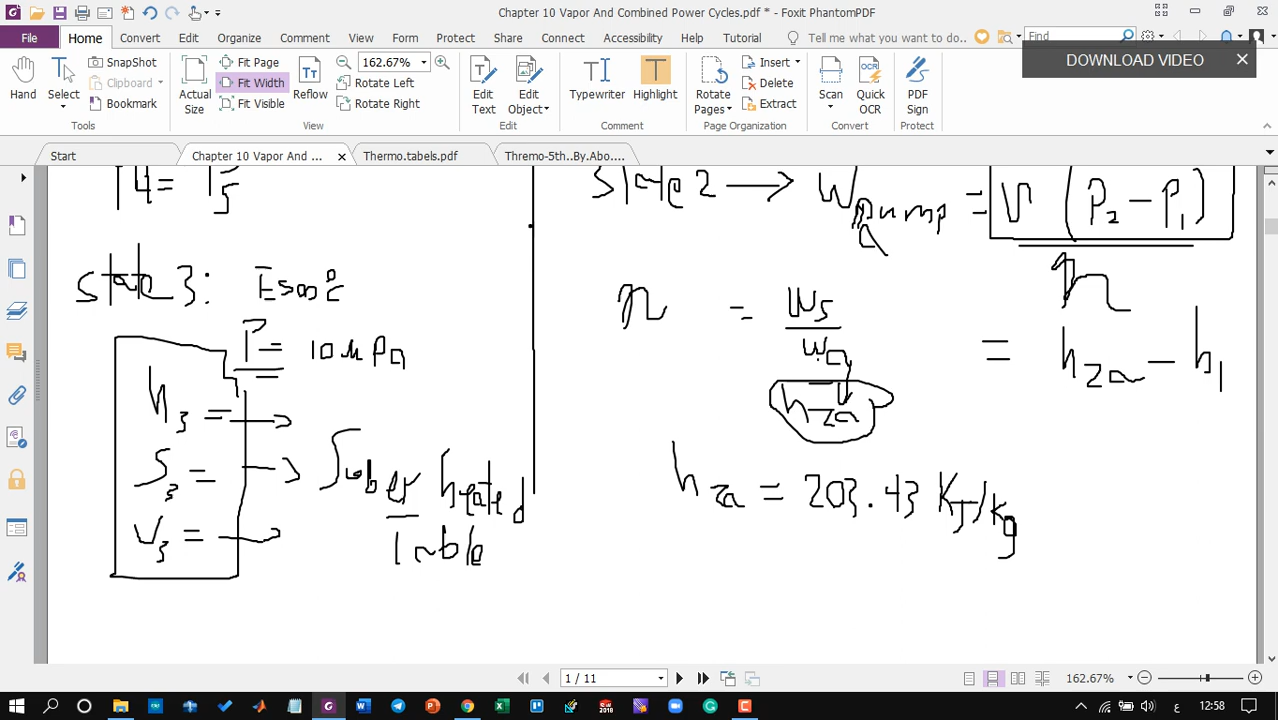 Chapter 10 Vapor And Combined Power Cycles.pdf * - Foxit PhantomPDF
File Home Convert Edit Organize Comment View Form Protect Share Connect Accessibility Help Tutorial
Tell me what you want to do...
Find
DOWNLOAD VIDEO
Hand
Select
SnapShot
Clipboard
Bookmark
Tools
Actual Size
Fit Page
Fit Width
Fit Visible
Reflow
162.67%
Rotate Left
Rotate Right
View
Edit Text
Edit Object
Edit
Typewriter
Highlight
Comment
Rotate Pages
Insert
Delete
Extract
Page Organization
Scan
Quick OCR
Convert
PDF Sign
Protect
Start
Chapter 10 Vapor And ...
Thermo.tabels.pdf
Thremo-5th..By.Abo....
State 2 → W pump a = v (P2 - P1)
n
state 3:
P = 10 MPa
h3 =
S3 =
V3 =
Suber heated
table
n = Ws / Wa = h2a - h1
h2a
h2a = 203.43 KJ/kg
1 / 11
162.67%
ع 12:58